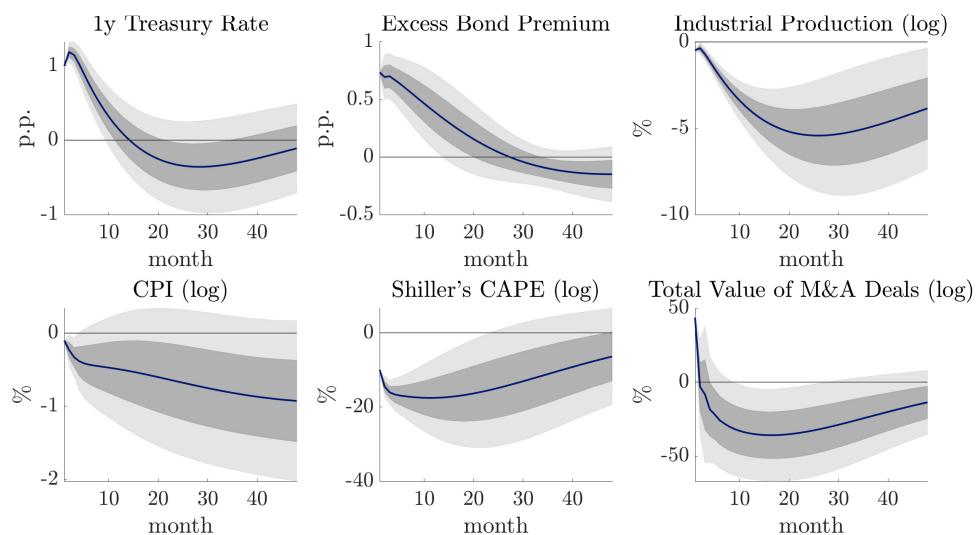 1y Treasury Rate
Excess Bond Premium
Industrial Production (log)
1
0
-1
p.p.
10 20 30 40
month
1
0.5
0
-0.5
p.p.
10 20 30 40
month
0
-5
-10
%
10 20 30 40
month
CPI (log)
Shiller's CAPE (log)
Total Value of M&A Deals (log)
0
-1
-2
%
10 20 30 40
month
0
-20
-40
%
10 20 30 40
month
50
0
-50
%
10 20 30 40
month